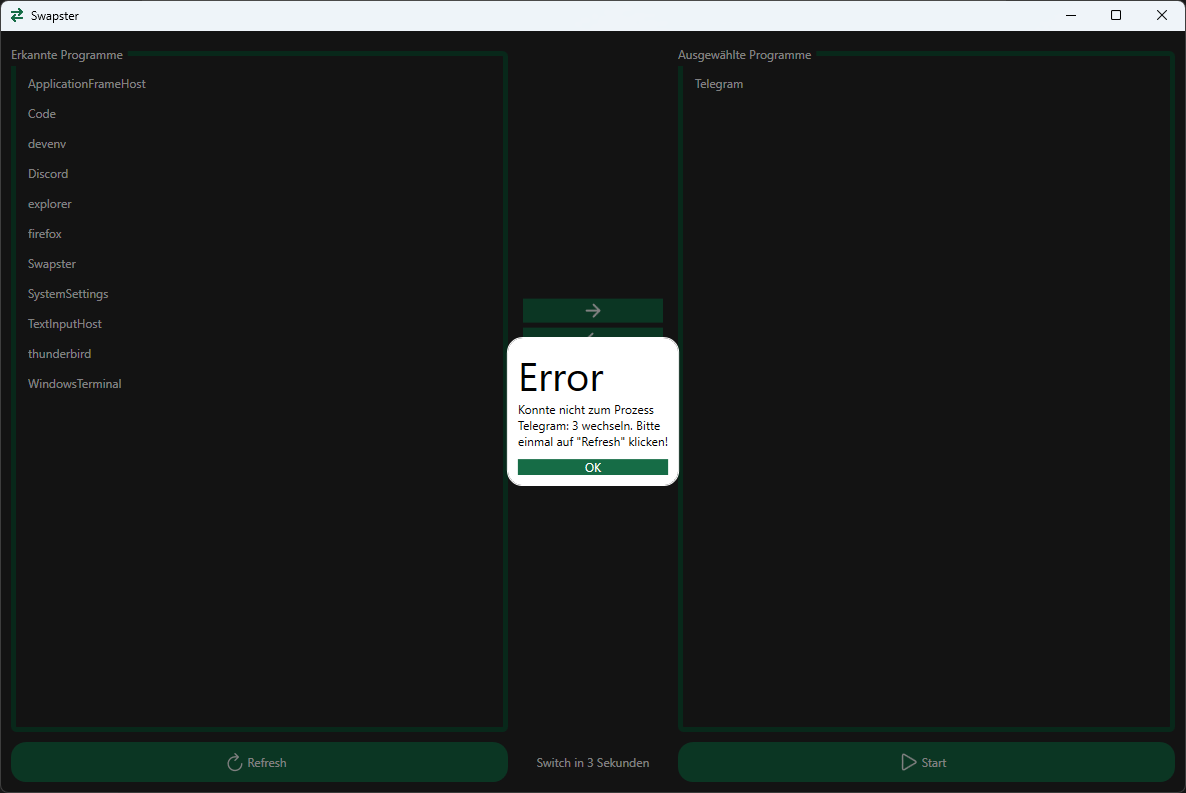 Swapster
Erkannte Programme
ApplicationFrameHost
Code
devenv
Discord
explorer
firefox
Swapster
SystemSettings
TextInputHost
thunderbird
WindowsTerminal
Refresh
Error
Konnte nicht zum Prozess
Telegram: 3 wechseln. Bitte
einmal auf "Refresh" klicken!
OK
Switch in 3 Sekunden
Ausgewählte Programme
Telegram
Start